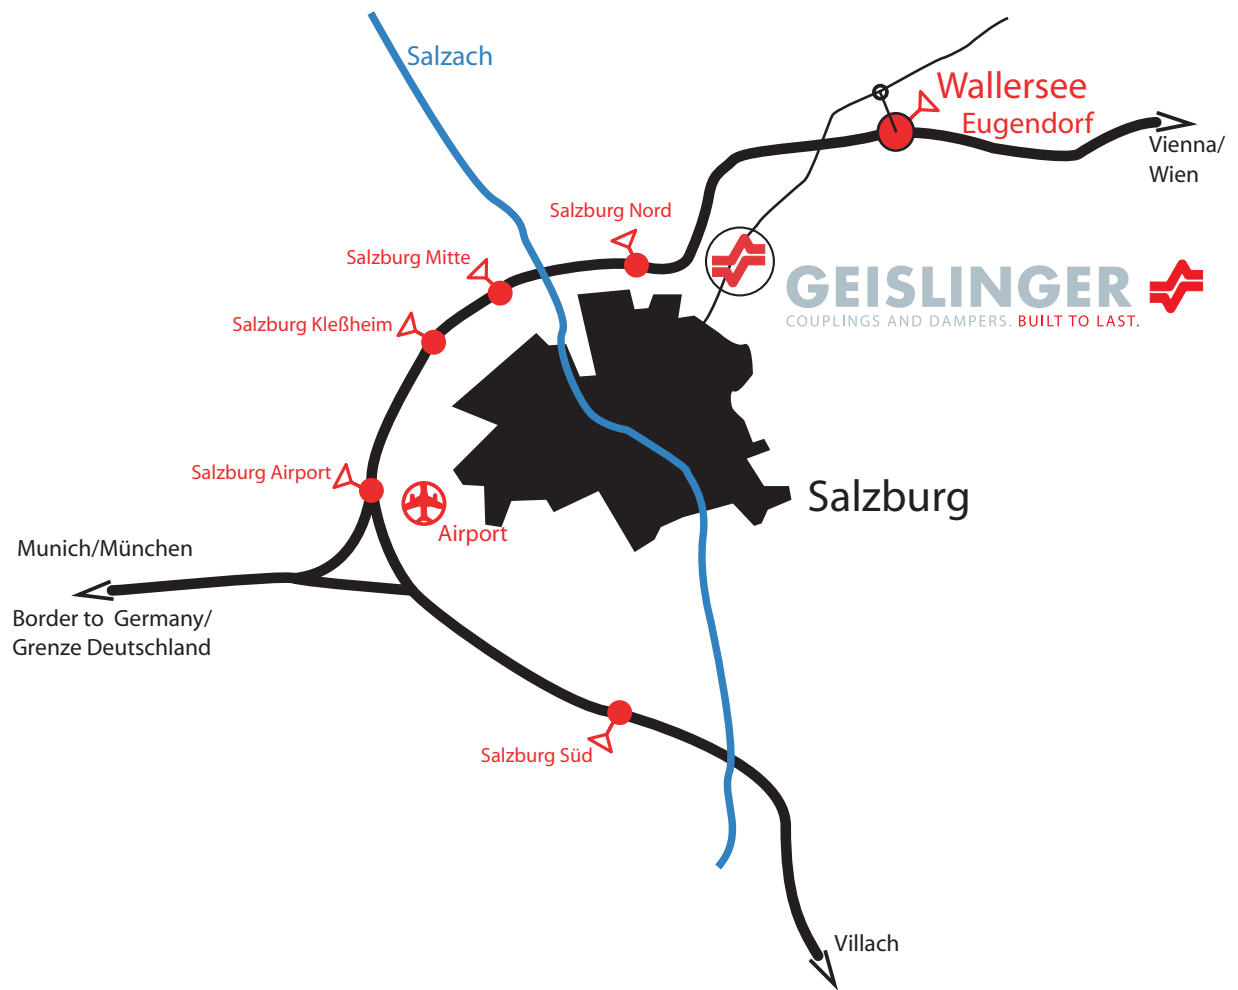 Salzach
Wallersee
Eugendorf
Vienna/
Wien
Salzburg Nord
Salzburg Mitte
Salzburg Kleßheim
GEISLINGER
COUPLINGS AND DAMPERS. BUILT TO LAST.
Salzburg Airport
Salzburg
Airport
Munich/München
Border to Germany/
Grenze Deutschland
Salzburg Süd
Villach